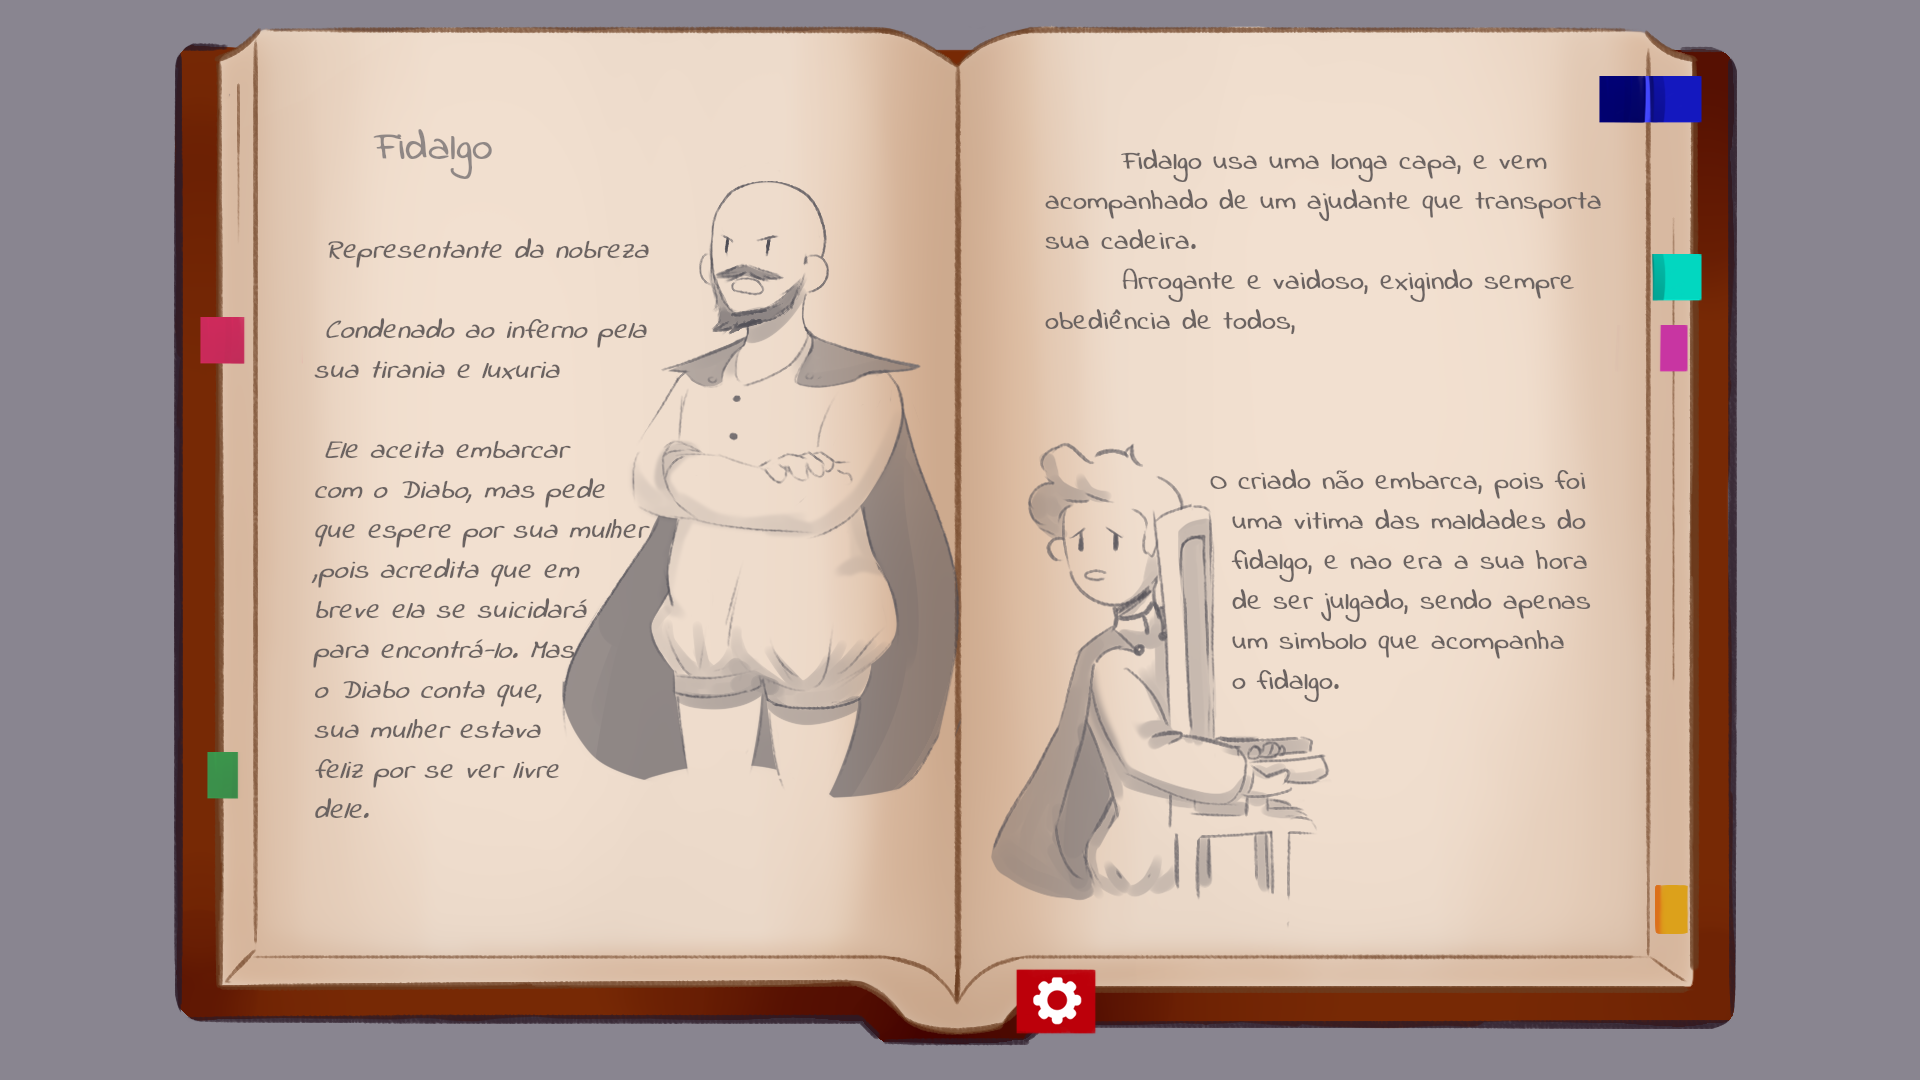 Fidalgo
Representante da nobreza
Condenado ao inferno pela
sua tirania e luxuria
Ele aceita embarcar
com o Diabo, mas pede
que espere por sua mulher
,pois acredita que em
breve ela se suicidará
para encontrá-lo. Mas
o Diabo conta que,
sua mulher estava
feliz por se ver livre
dele.
Fidalgo usa uma longa capa, e vem
acompanhado de um ajudante que transporta
sua cadeira.
Arrogante e vaidoso, exigindo sempre
obediência de todos,
O criado não embarca, pois foi
uma vitima das maldades do
fidalgo, e nao era a sua hora
de ser julgado, sendo apenas
um simbolo que acompanha
o fidalgo.